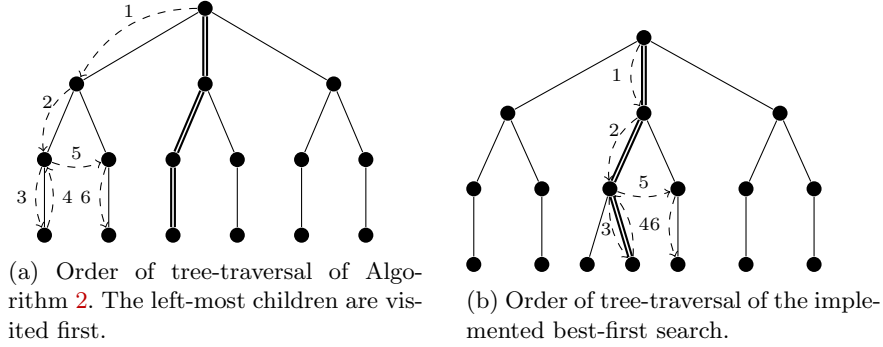 1
2
5
3
4 6
(a) Order of tree-traversal of Algo-
rithm 2. The left-most children are vis-
ited first.
1
2
5
3
46
(b) Order of tree-traversal of the imple-
mented best-first search.